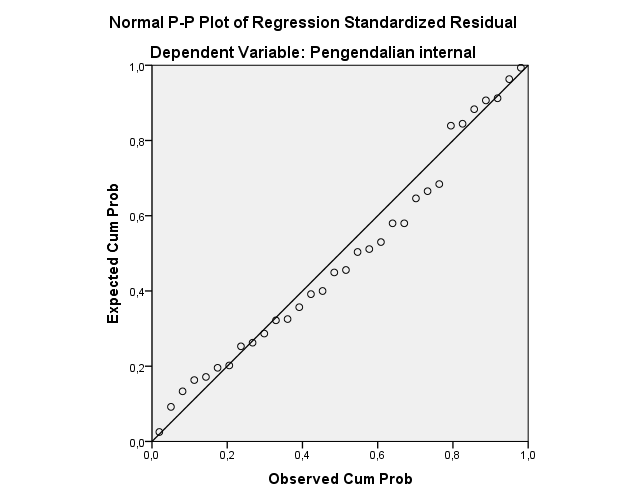 Normal P-P Plot of Regression Standardized Residual
Dependent Variable: Pengendalian internal
1,0
0,8
0,6
0,4
0,2
0,0
Expected Cum Prob
0,0 0,2 0,4 0,6 0,8 1,0
Observed Cum Prob